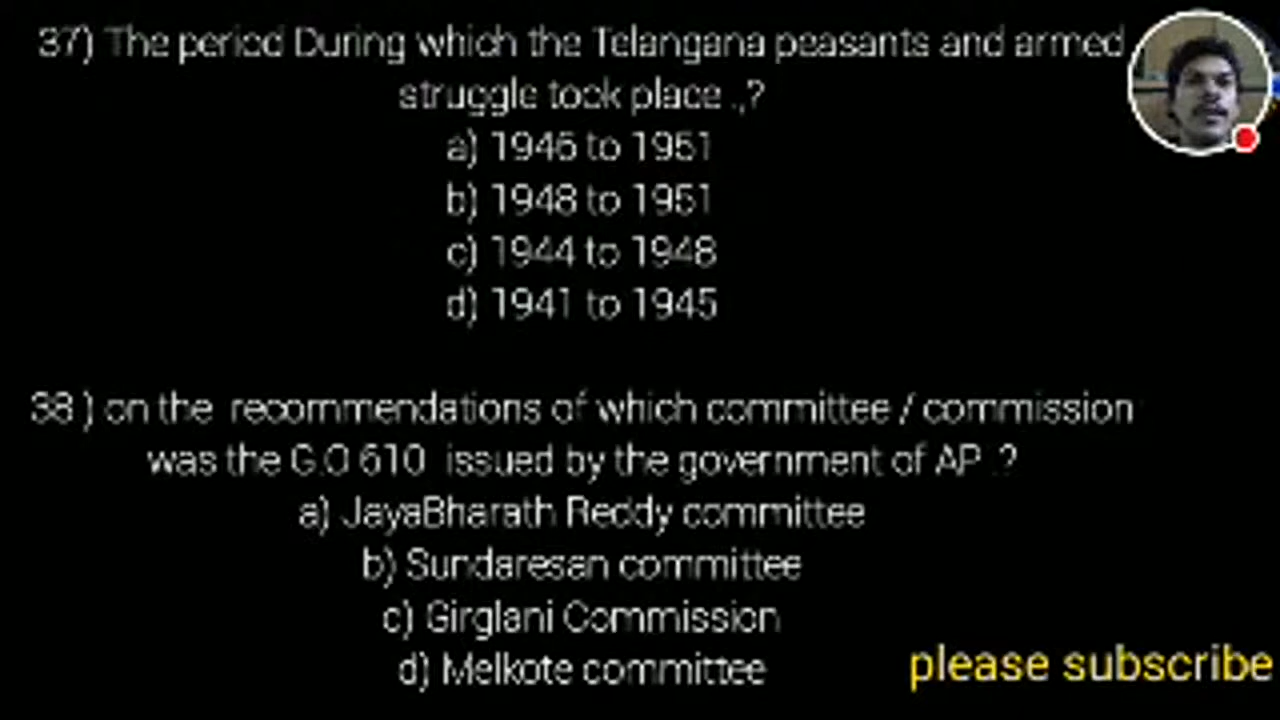 37) The period During which the Telangana peasants and armed
struggle took place .,?
a) 1946 to 1951
b) 1948 to 1951
c) 1944 to 1948
d) 1941 to 1945
38 ) on the recommendations of which committee / commission
was the G.O 610 issued by the government of AP .?
a) JayaBharath Reddy committee
b) Sundaresan committee
c) Girglani Commission
d) Melkote committee
please subscribe